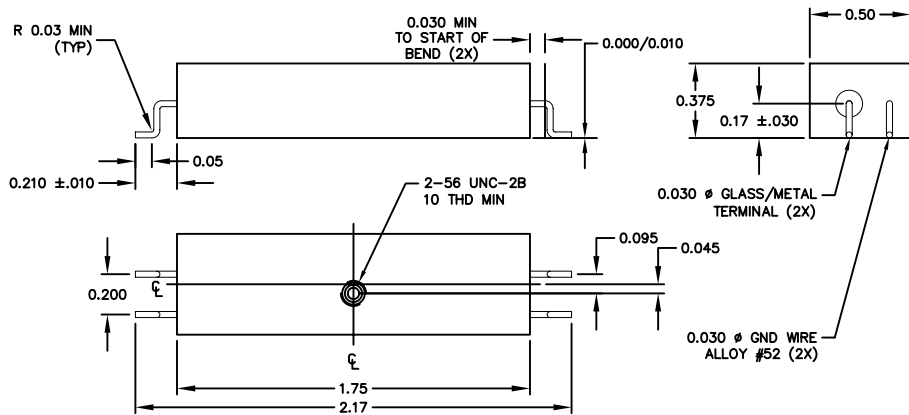 R 0.03 MIN
(TYP)
0.030 MIN
TO START OF
BEND (2X)
0.000/0.010
0.50
0.375
0.17 ±.030
0.05
0.210 ±.010
2-56 UNC-2B
10 THD MIN
0.030 ø GLASS/METAL
TERMINAL (2X)
0.095
0.045
0.200
℄
0.030 ø GND WIRE
ALLOY #52 (2X)
℄
1.75
2.17